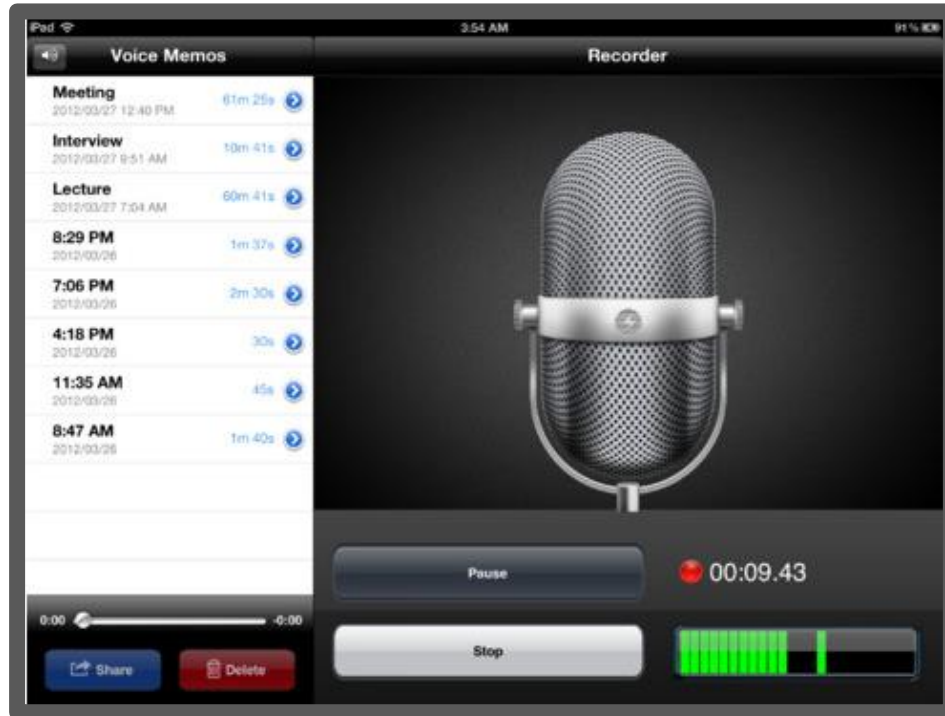 iPad 3:54 AM 91%
Voice Memos
Recorder
Meeting
2012/03/27 12:40 PM
61m 25s
Interview
2012/03/27 9:51 AM
10m 41s
Lecture
2012/03/27 7:04 AM
60m 41s
8:29 PM
2012/03/26
1m 37s
7:06 PM
2012/03/26
2m 30s
4:18 PM
2012/03/26
30s
11:35 AM
2012/03/26
45s
8:47 AM
2012/03/26
1m 40s
0:00 -0:00
Share
Delete
Pause
00:09.43
Stop